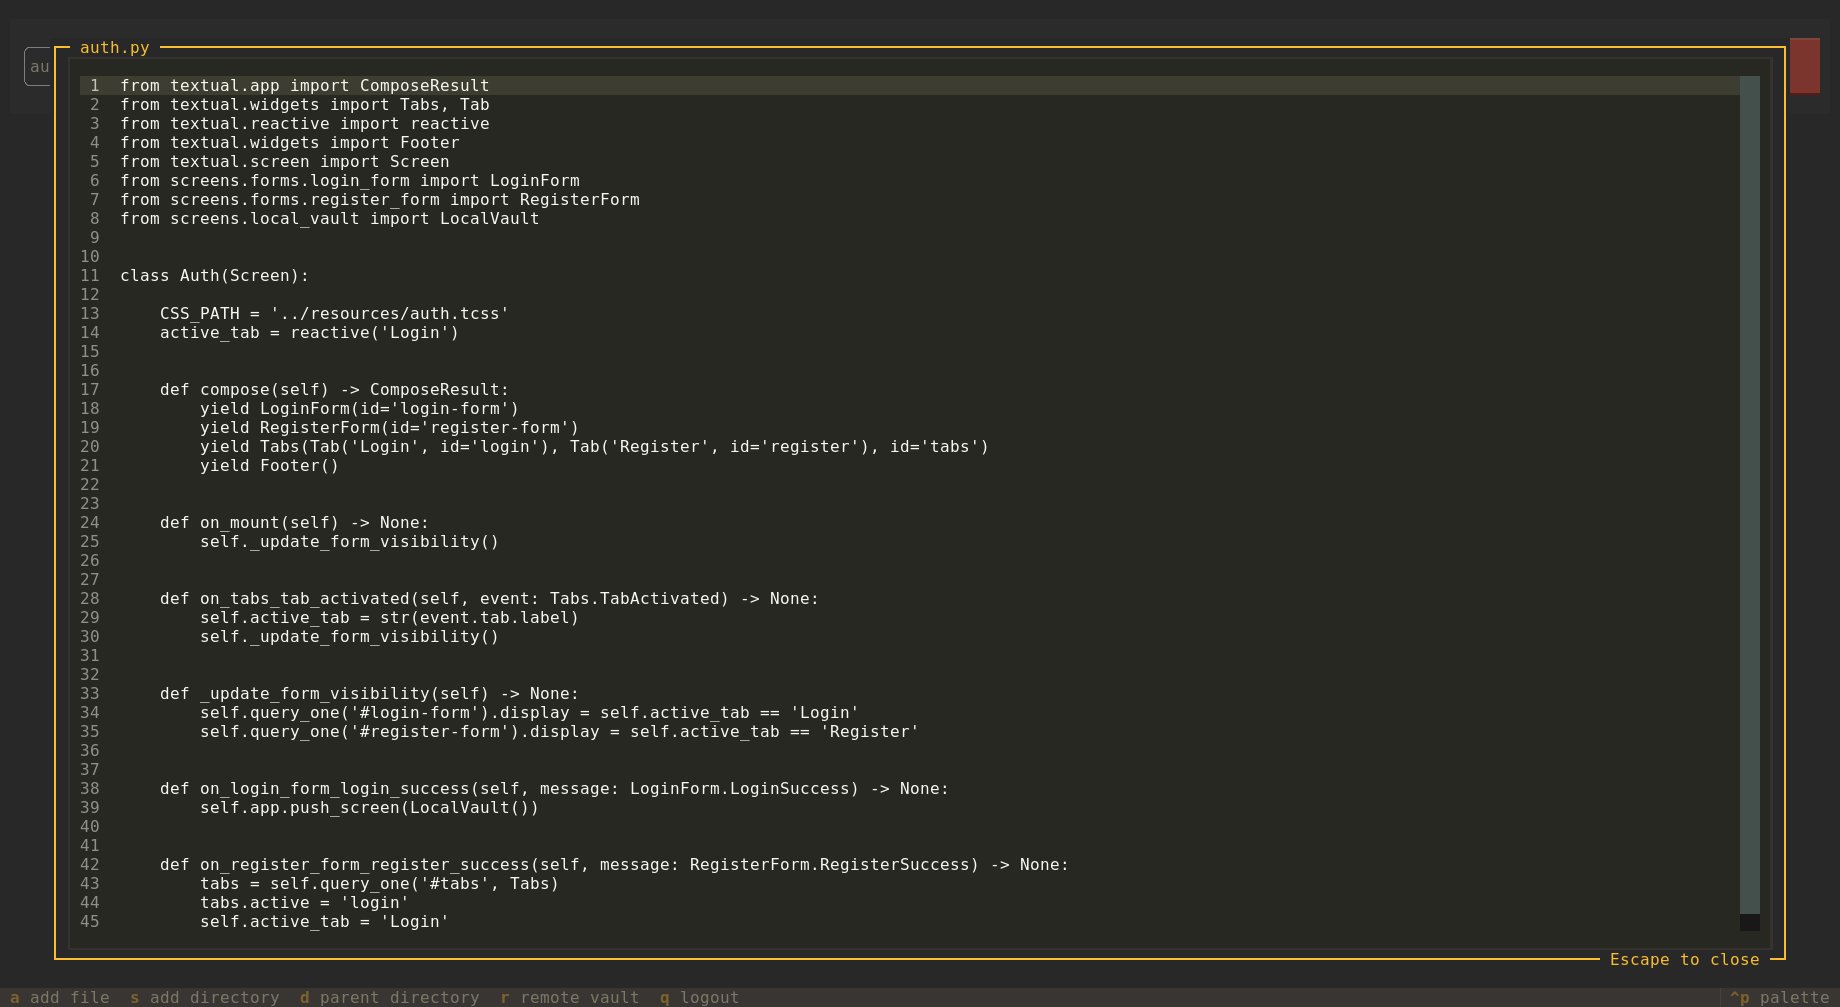 auth.py
au
1 from textual.app import ComposeResult
2 from textual.widgets import Tabs, Tab
3 from textual.reactive import reactive
4 from textual.widgets import Footer
5 from textual.screen import Screen
6 from screens.forms.login_form import LoginForm
7 from screens.forms.register_form import RegisterForm
8 from screens.local_vault import LocalVault
9
10
11 class Auth(Screen):
12
13     CSS_PATH = '../resources/auth.tcss'
14     active_tab = reactive('Login')
15
16
17     def compose(self) -> ComposeResult:
18         yield LoginForm(id='login-form')
19         yield RegisterForm(id='register-form')
20         yield Tabs(Tab('Login', id='login'), Tab('Register', id='register'), id='tabs')
21         yield Footer()
22
23
24     def on_mount(self) -> None:
25         self._update_form_visibility()
26
27
28     def on_tabs_tab_activated(self, event: Tabs.TabActivated) -> None:
29         self.active_tab = str(event.tab.label)
30         self._update_form_visibility()
31
32
33     def _update_form_visibility(self) -> None:
34         self.query_one('#login-form').display = self.active_tab == 'Login'
35         self.query_one('#register-form').display = self.active_tab == 'Register'
36
37
38     def on_login_form_login_success(self, message: LoginForm.LoginSuccess) -> None:
39         self.app.push_screen(LocalVault())
40
41
42     def on_register_form_register_success(self, message: RegisterForm.RegisterSuccess) -> None:
43         tabs = self.query_one('#tabs', Tabs)
44         tabs.active = 'login'
45         self.active_tab = 'Login'
Escape to close
a add file  s add directory  d parent directory  r remote vault  q logout  ^p palette